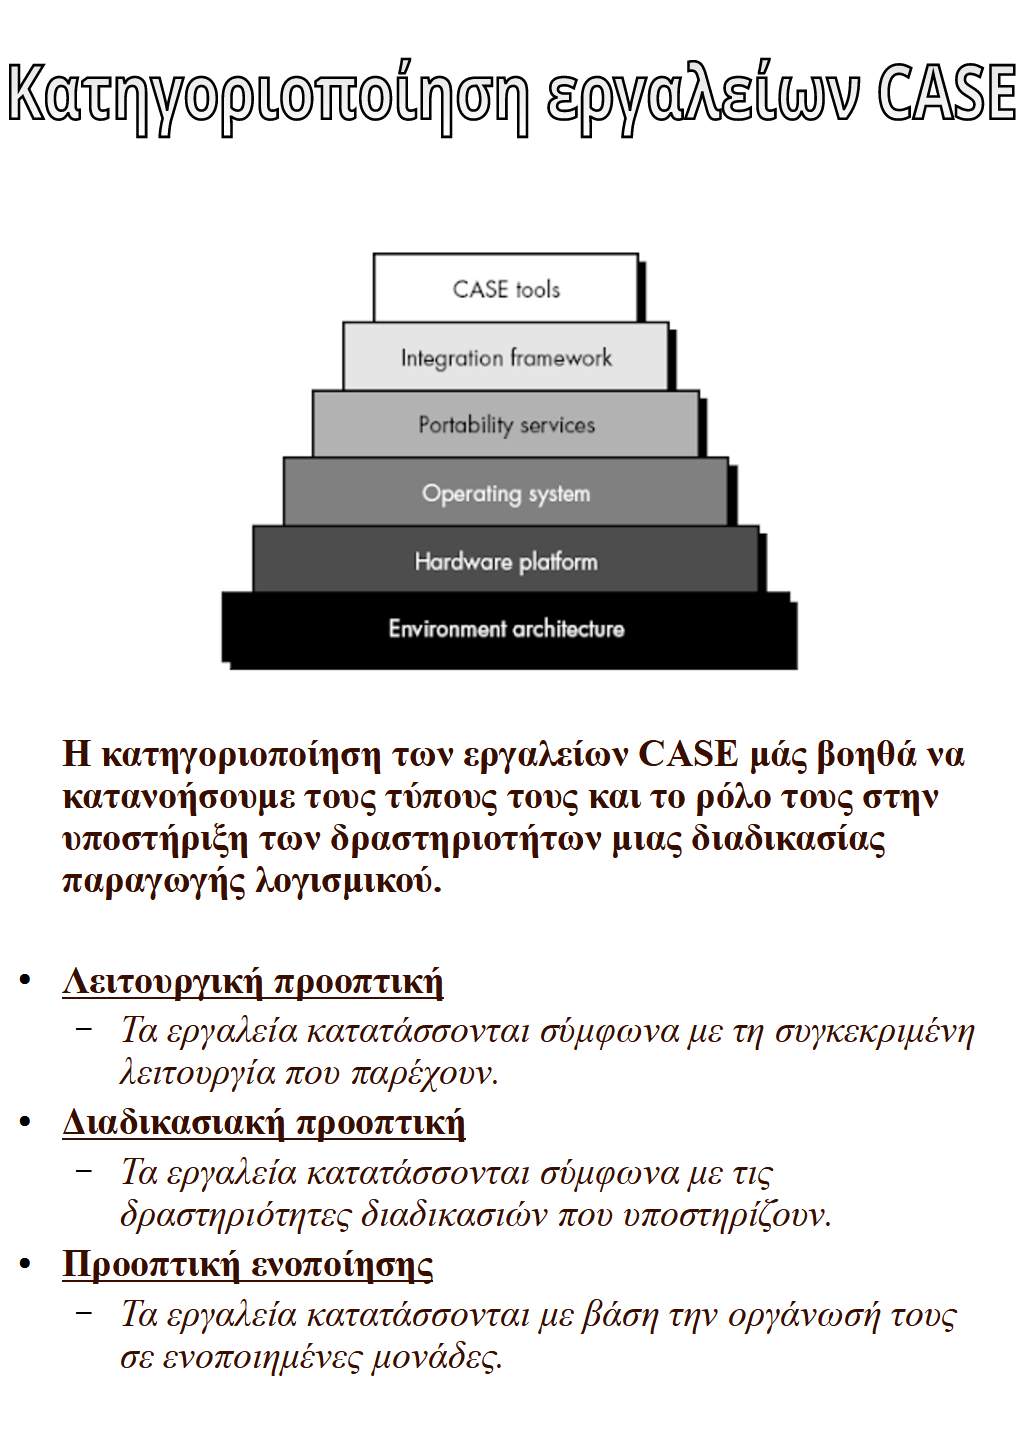 Κατηγοριοποίηση εργαλείων CASE
CASE tools
Integration framework
Portability services
Operating system
Hardware platform
Environment architecture
Η κατηγοριοποίηση των εργαλείων CASE μάς βοηθά να
κατανοήσουμε τους τύπους τους και το ρόλο τους στην
υποστήριξη των δραστηριοτήτων μιας διαδικασίας
παραγωγής λογισμικού.
• Λειτουργική προοπτική
– Τα εργαλεία κατατάσσονται σύμφωνα με τη συγκεκριμένη
λειτουργία που παρέχουν.
• Διαδικασιακή προοπτική
– Τα εργαλεία κατατάσσονται σύμφωνα με τις
δραστηριότητες διαδικασιών που υποστηρίζουν.
• Προοπτική ενοποίησης
– Τα εργαλεία κατατάσσονται με βάση την οργάνωσή τους
σε ενοποιημένες μονάδες.